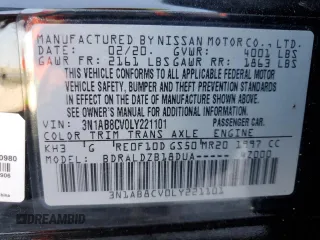 MANUFACTURED BY NISSAN MOTOR CO., LTD.
DATE: 02/20. GVWR: 4001 LBS
GAWR FR: 2161 LBS GAWR RR: 1863 LBS
THIS VEHICLE CONFORMS TO ALL APPLICABLE
FEDERAL MOTOR VEHICLE SAFETY,
BUMPER, AND THEFT PREVENTION STANDARDS
IN EFFECT ON THE DATE OF MANUFACTURE SHOWN ABOVE.
SEE OWNER'S MANUAL FOR ADDITIONAL INFORMATION.
PASSENGER CAR
VIN: 3N1AB8CV0LY221101
COLOR TRIM TRANS AXLE ENGINE
KH3 G RE0F10D GS50 MR20 1997 CC
MODEL: BDRALDZB18DUA 
3N1AB8CV0LY221101